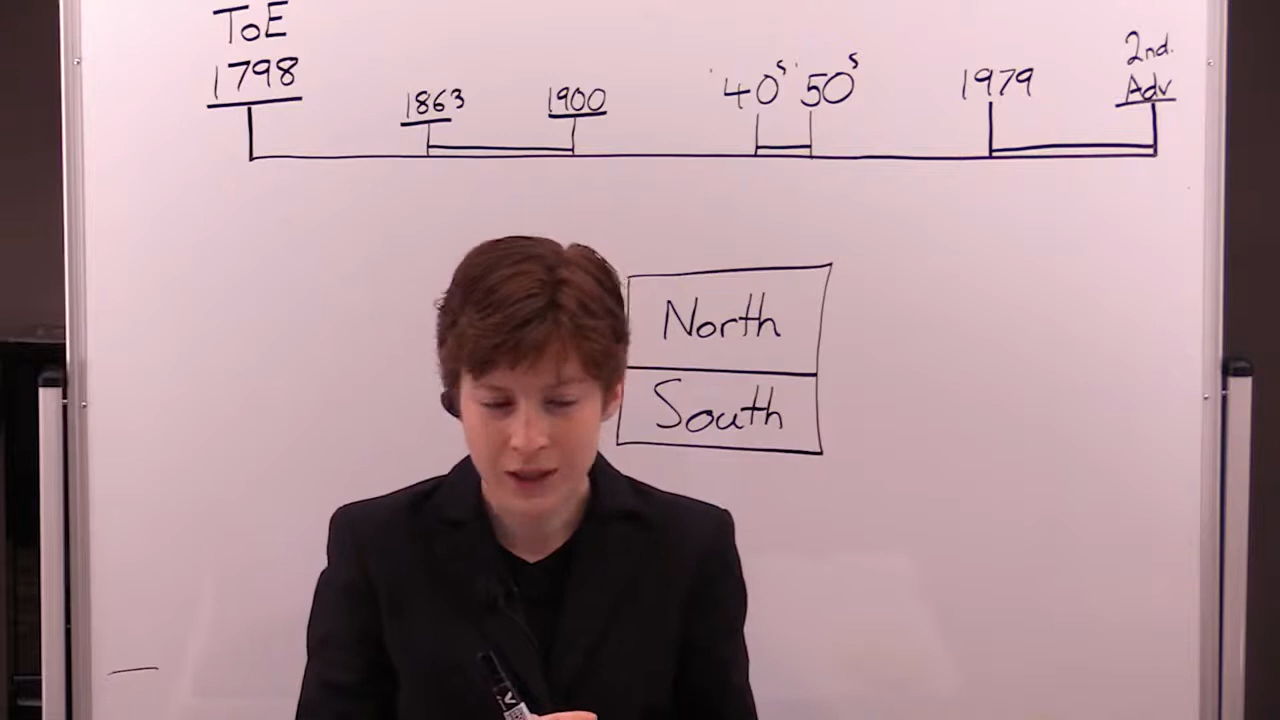 ToE
1798
1863
1900
'40s '50s
1979
2nd.
Adv
North
South